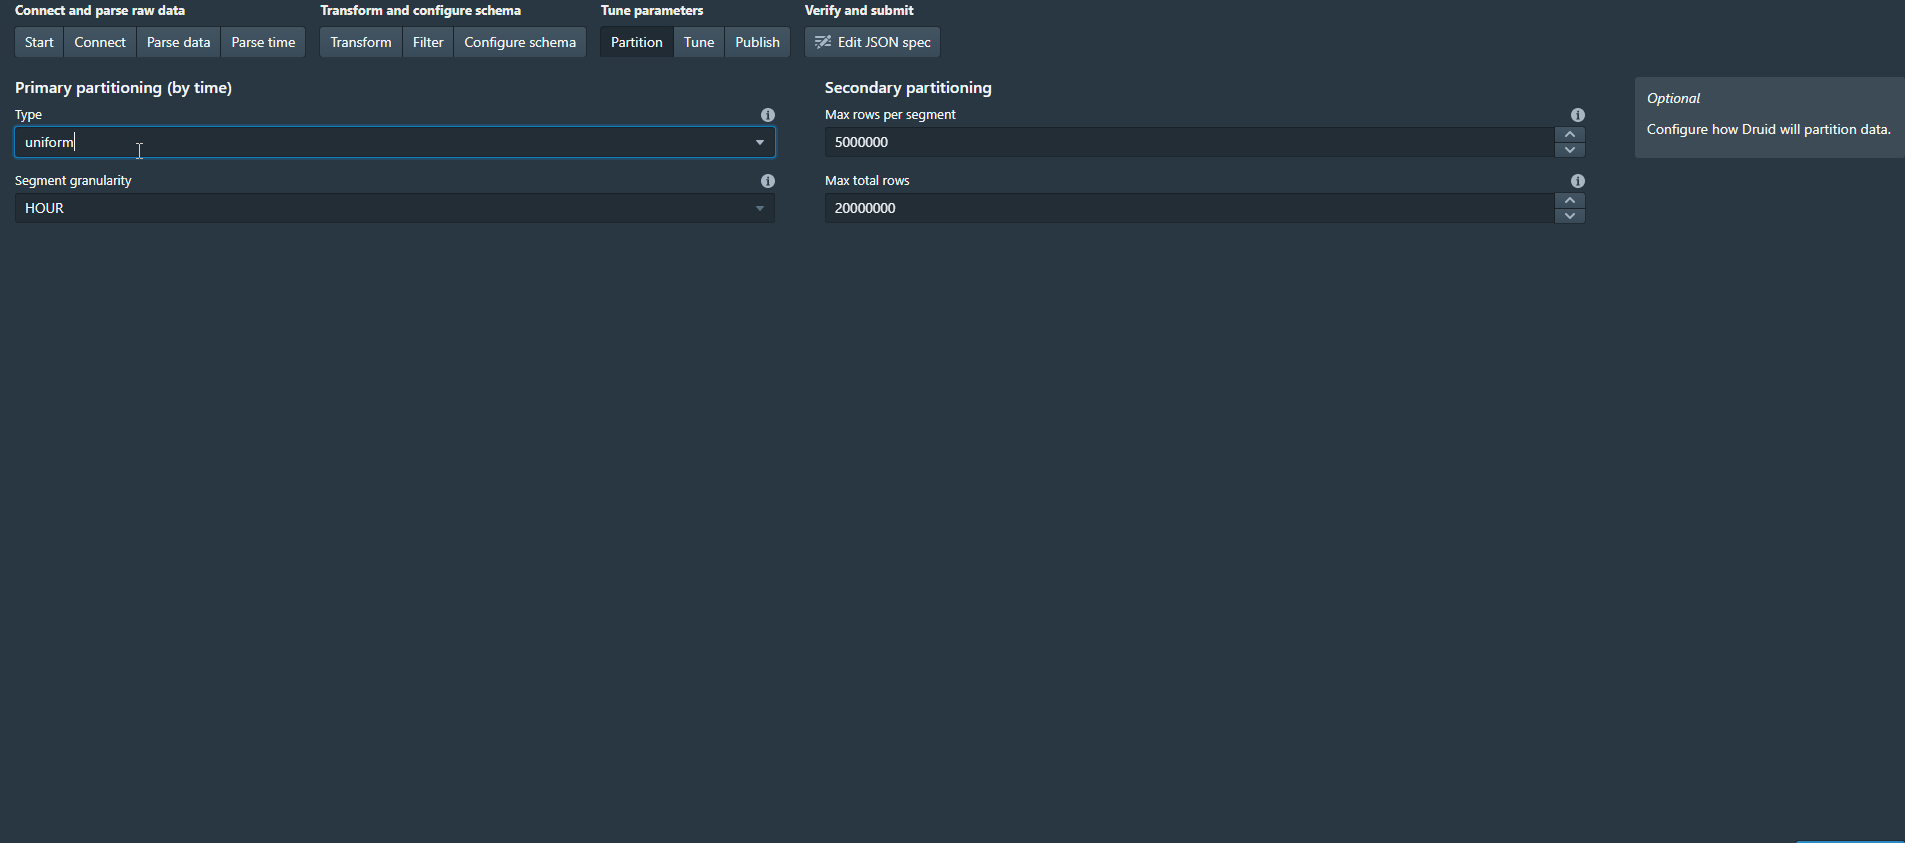 Connect and parse raw data
Transform and configure schema
Tune parameters
Verify and submit
Start
Connect
Parse data
Parse time
Transform
Filter
Configure schema
Partition
Tune
Publish
Edit JSON spec
Primary partitioning (by time)
Type
uniform
Segment granularity
HOUR
Secondary partitioning
Max rows per segment
5000000
Max total rows
20000000
Optional
Configure how Druid will partition data.